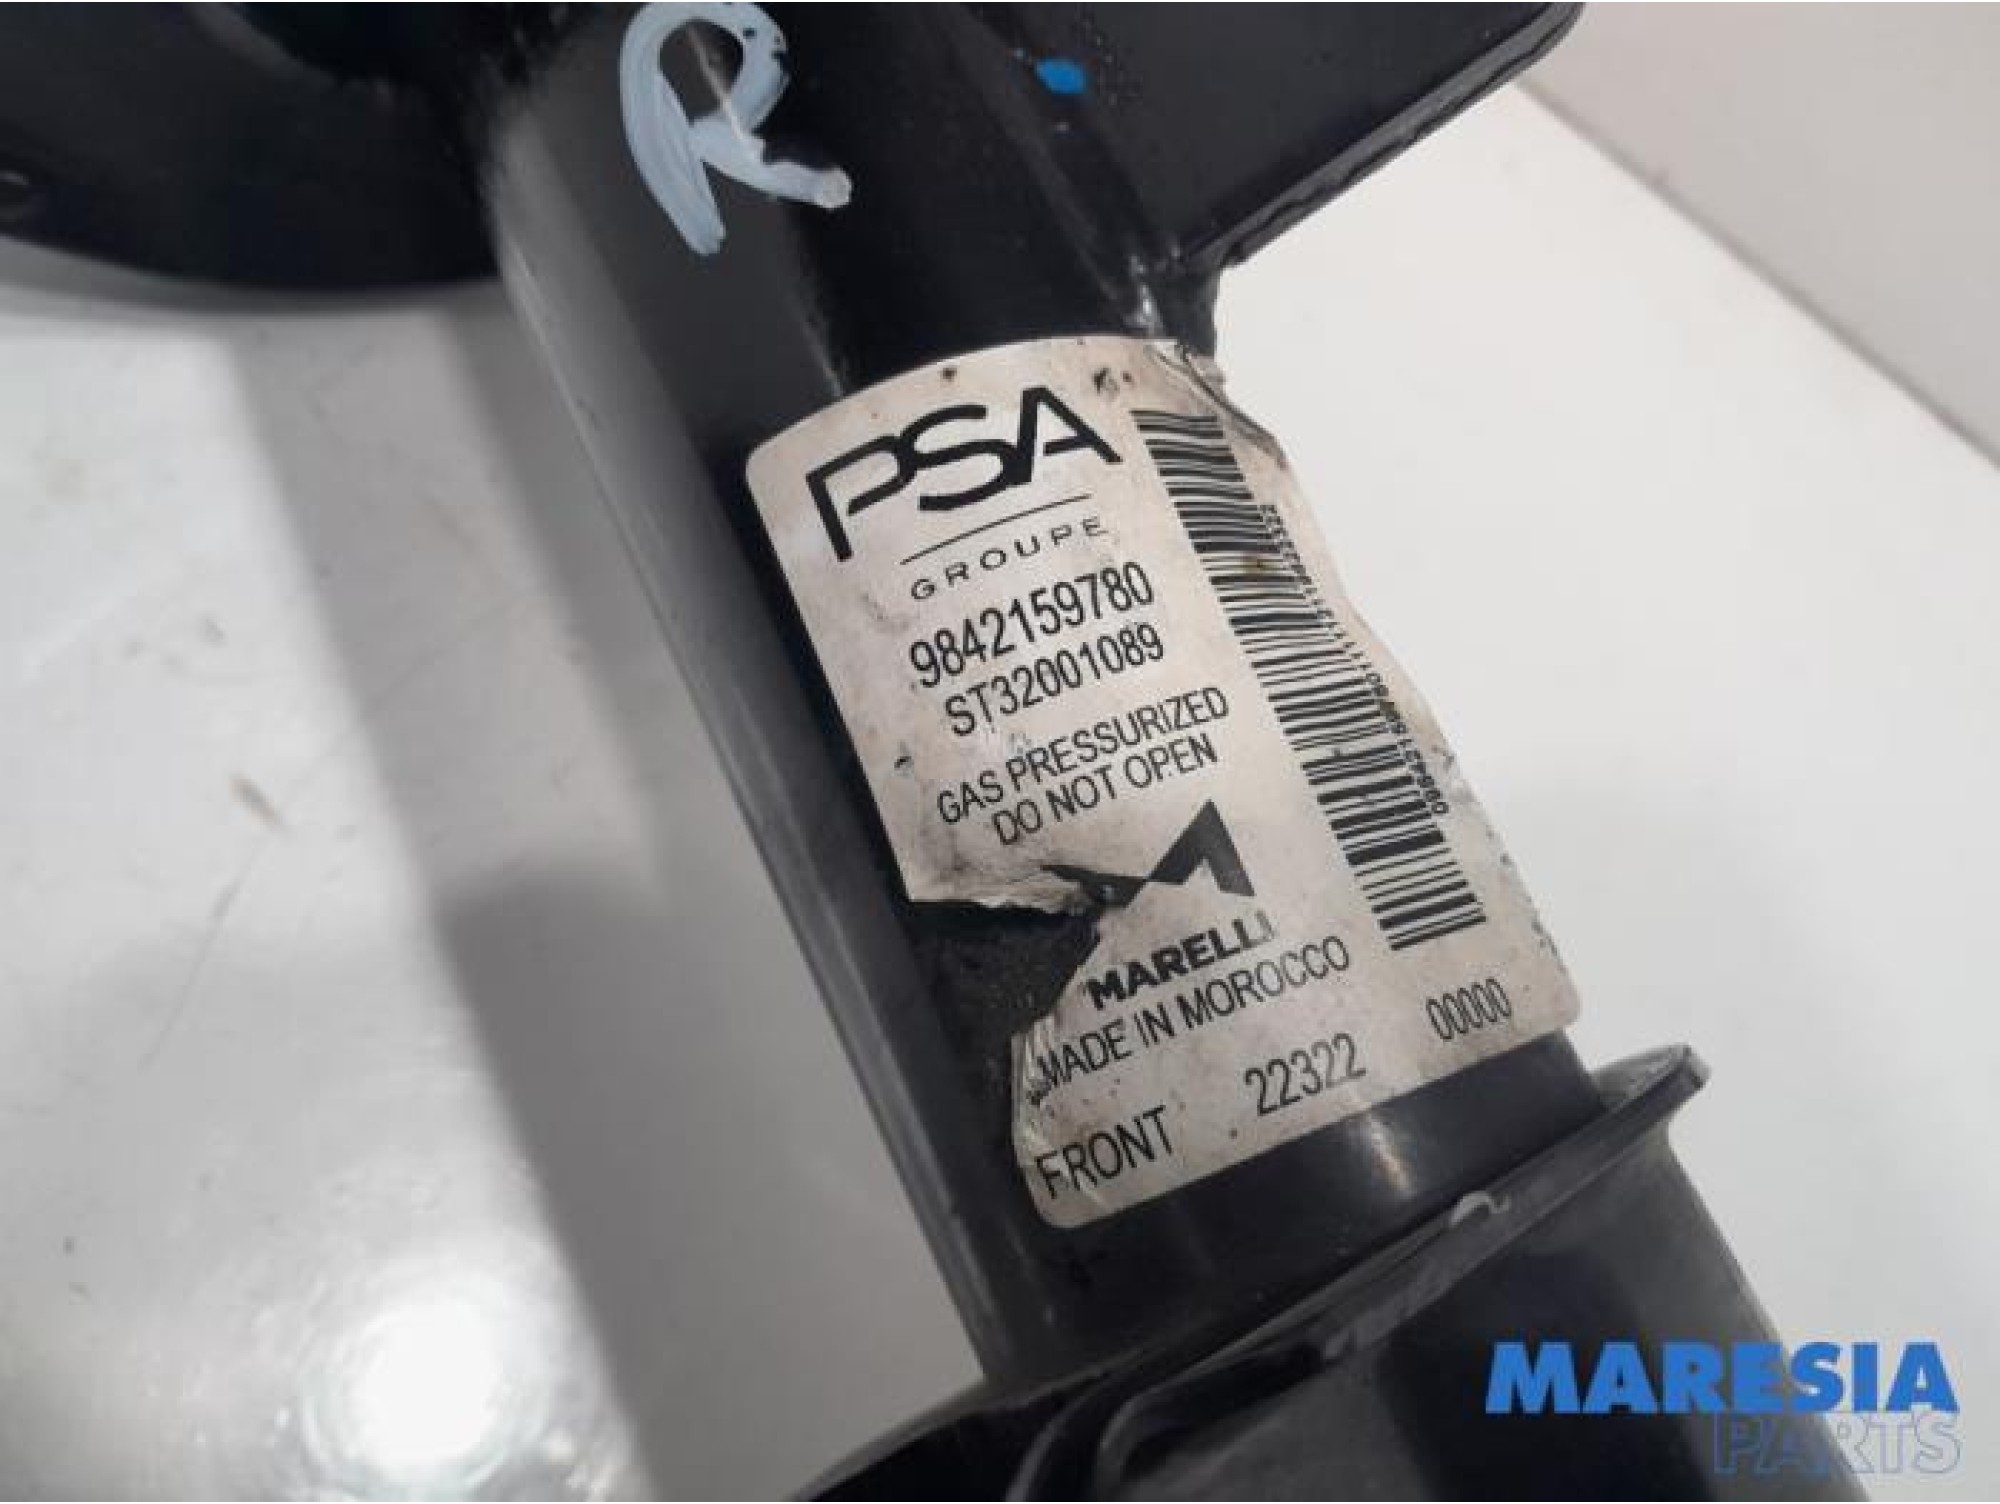 R
PSA
GROUPE
9842159780
ST32001089
GAS PRESSURIZED
DO NOT OPEN
MARELLI
MADE IN MOROCCO
FRONT 22322 00000
MARESIA
PARTS